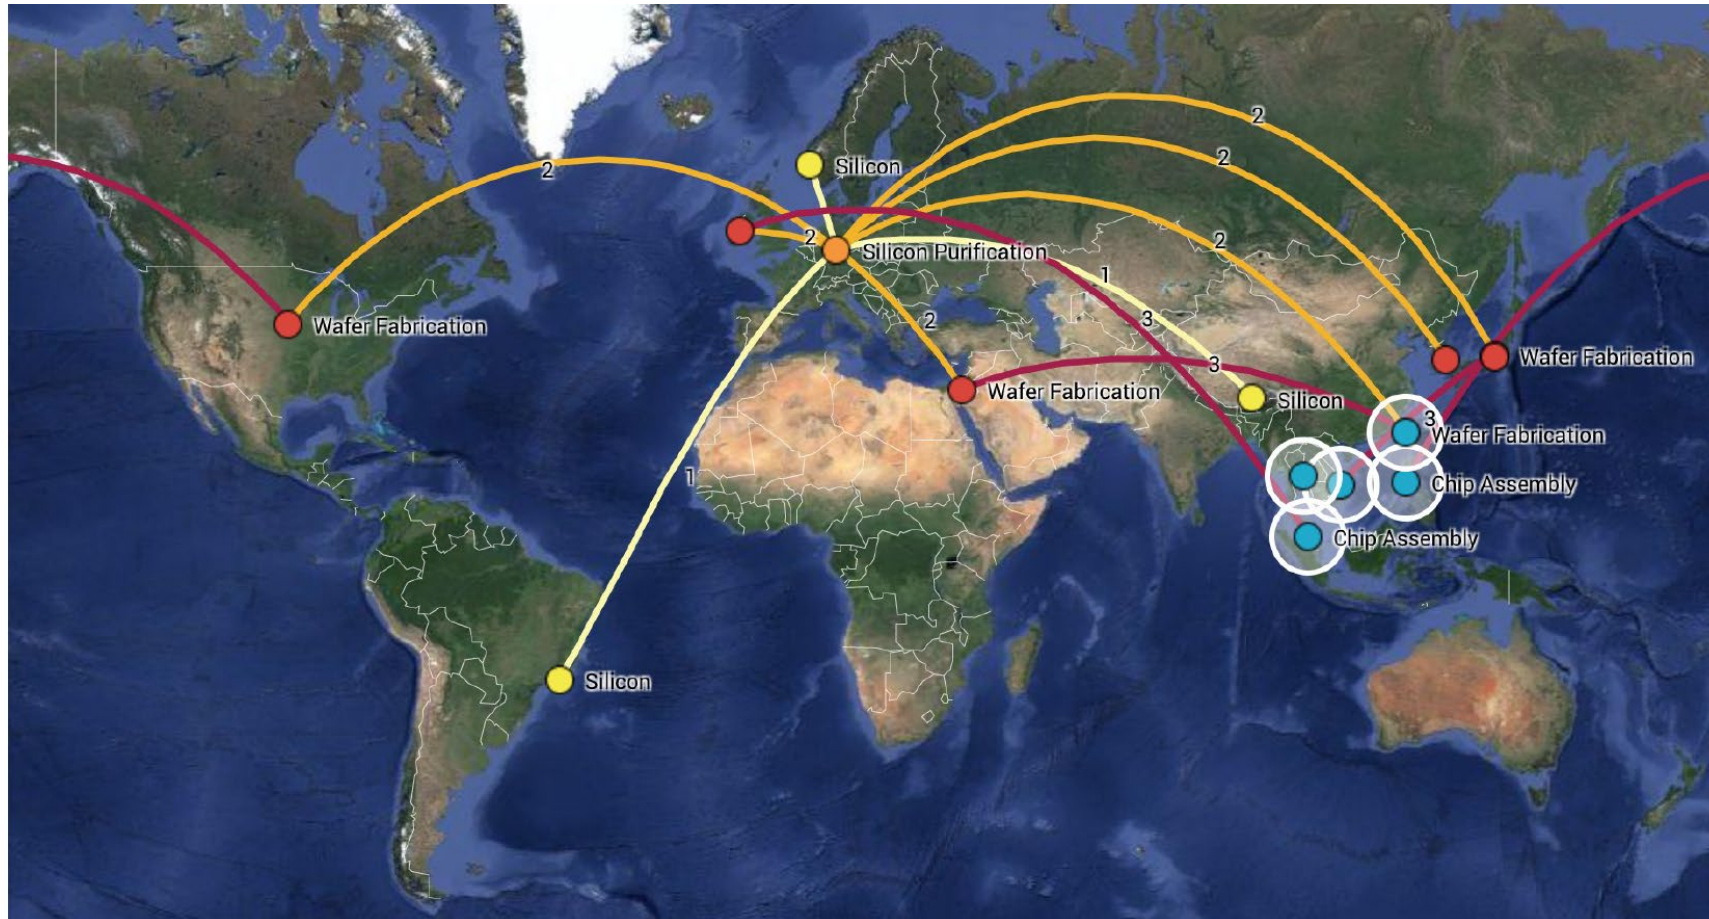 2
2
2
Silicon
2
2
Silicon Purification
1
3
2
Wafer Fabrication
3
Wafer Fabrication
Wafer Fabrication
Silicon
3
Wafer Fabrication
1
Chip Assembly
Chip Assembly
Silicon